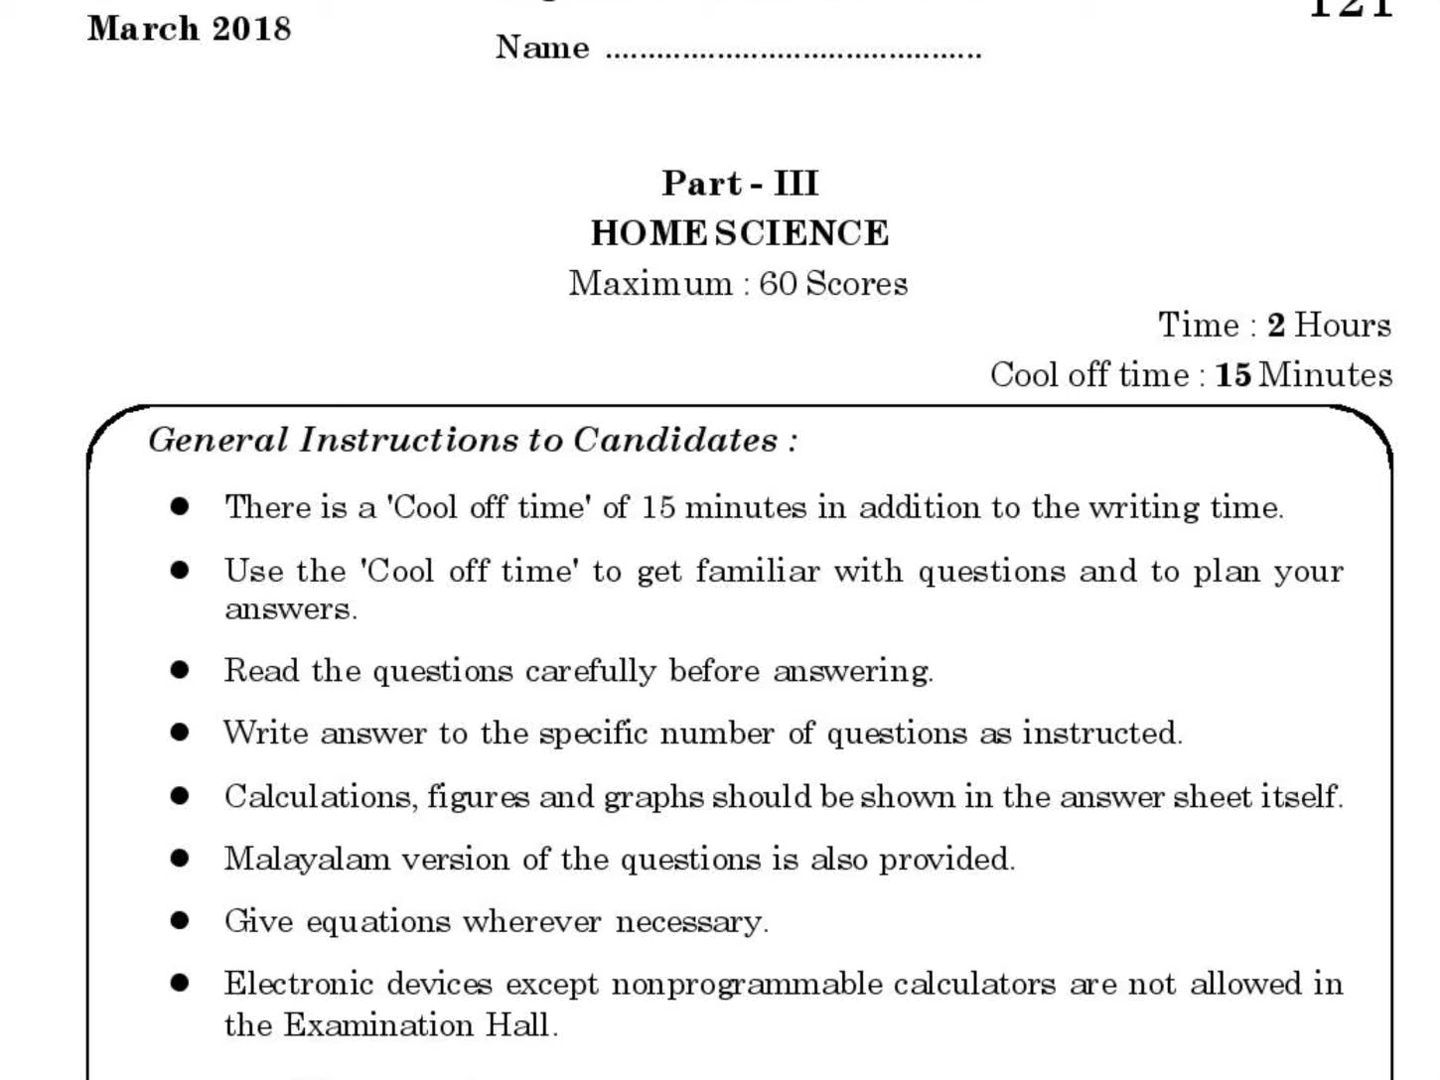 March 2018
Name ............................................
121
Part - III
HOME SCIENCE
Maximum : 60 Scores
Time : 2 Hours
Cool off time : 15 Minutes
General Instructions to Candidates :
● There is a 'Cool off time' of 15 minutes in addition to the writing time.
● Use the 'Cool off time' to get familiar with questions and to plan your
answers.
● Read the questions carefully before answering.
● Write answer to the specific number of questions as instructed.
● Calculations, figures and graphs should be shown in the answer sheet itself.
● Malayalam version of the questions is also provided.
● Give equations wherever necessary.
● Electronic devices except nonprogrammable calculators are not allowed in
the Examination Hall.